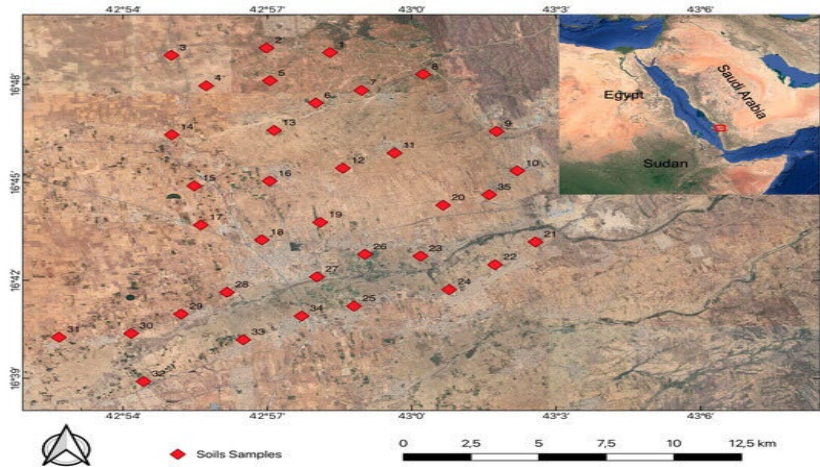 42°54 42°57 43°0 43°3 43°6
3 2 1
4 5 6 7 8
16°48
14 13 9
12 11 10
15 16 20 35
16°45
17 18 19 21
26 23 22
16°42
28 27 24
31 30 29 34 25
33
32
16°39
Egypt
Saudi Arabia
Sudan
42°54 42°57 43°0 43°3 43°6
Soils Samples
0 2,5 5 7,5 10 12,5 km